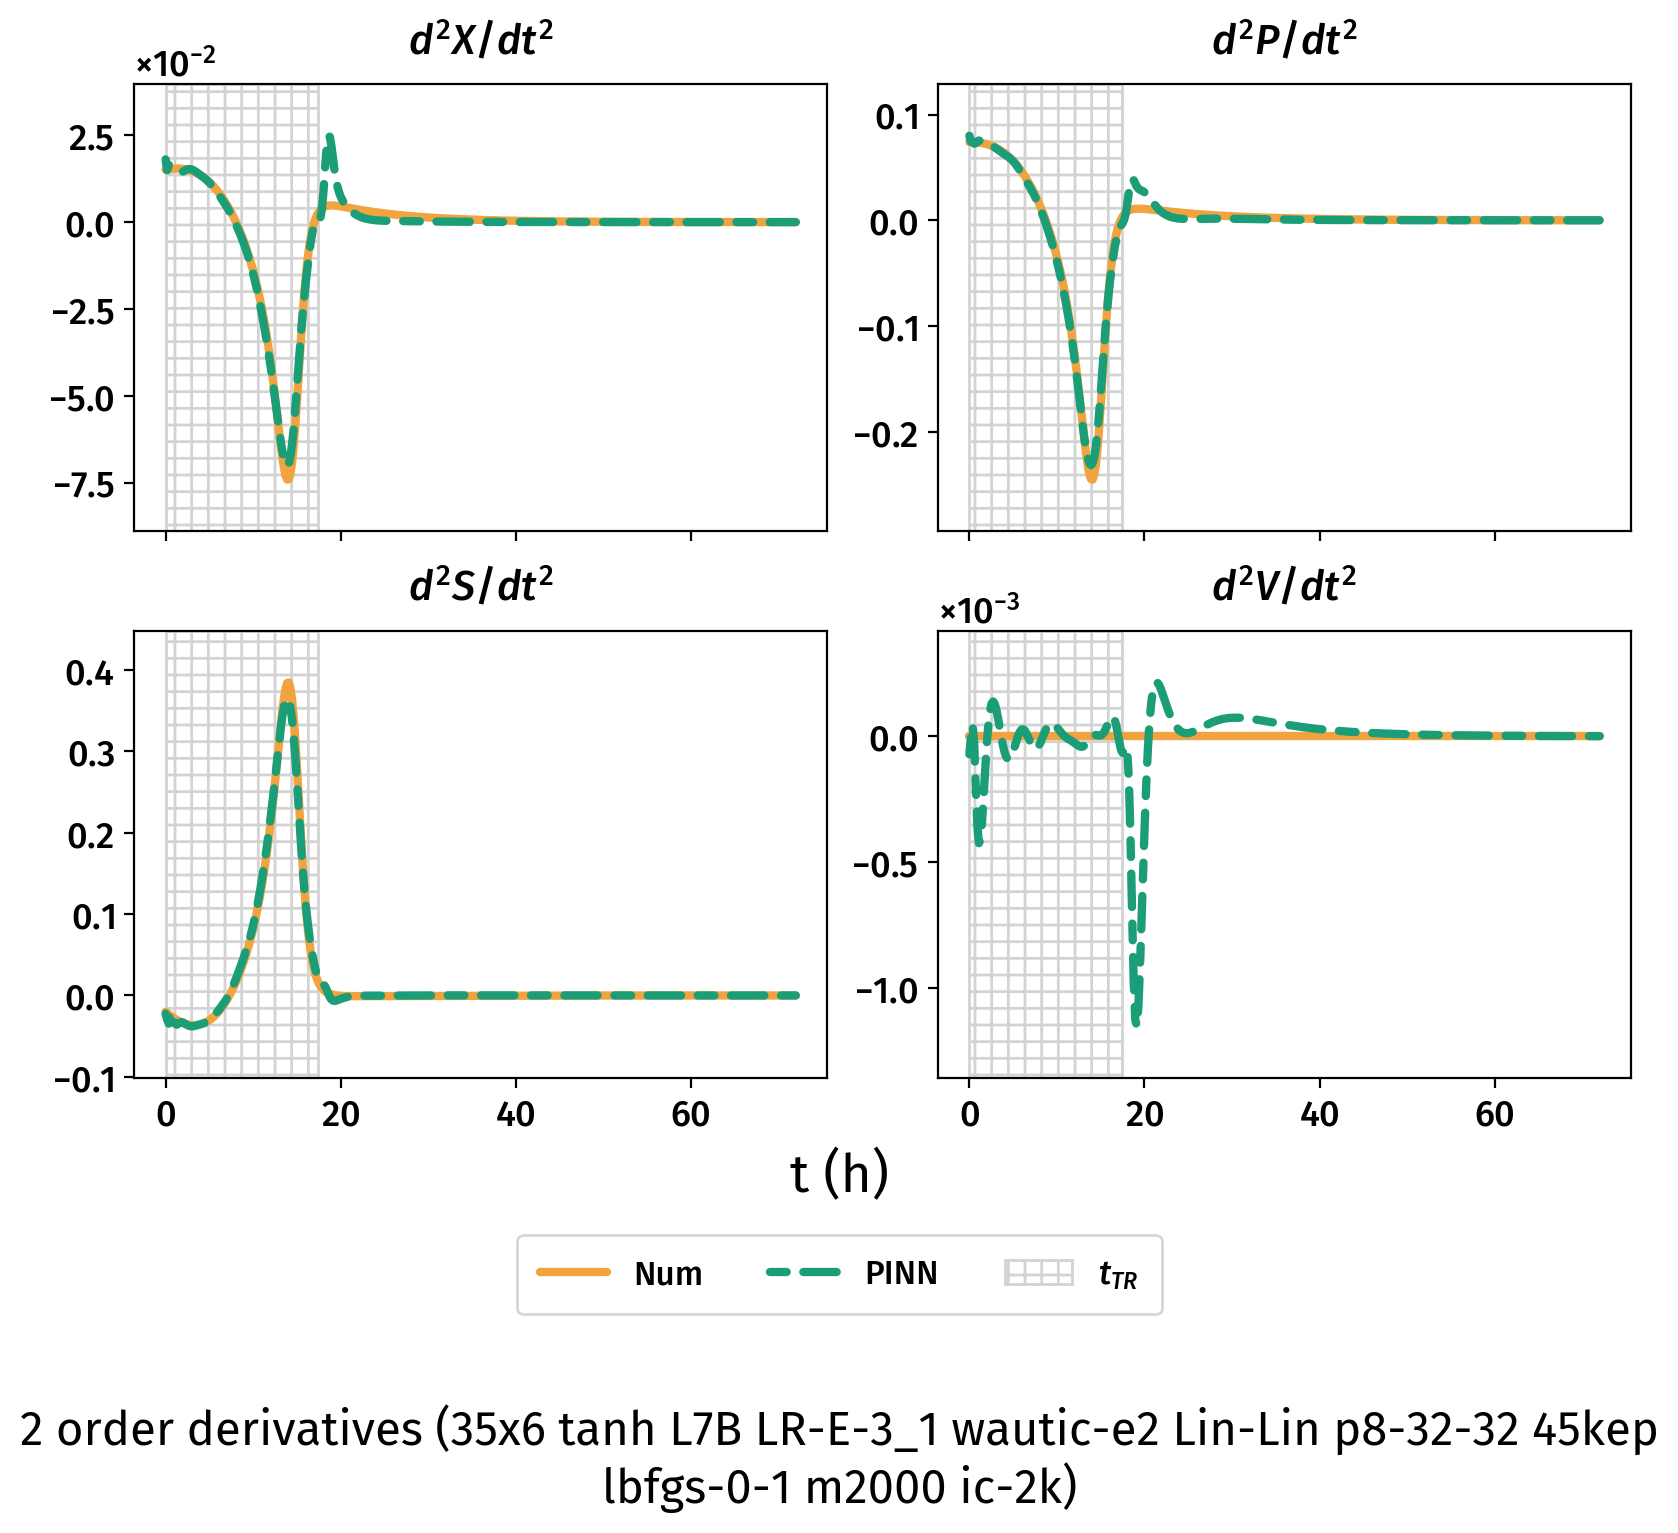 d²X/dt²
d²P/dt²
×10⁻²
2.5
0.0
−2.5
−5.0
−7.5
0.1
0.0
−0.1
−0.2
d²S/dt²
d²V/dt²
×10⁻³
0.4
0.3
0.2
0.1
0.0
−0.1
0.0
−0.5
−1.0
0 20 40 60
0 20 40 60
t (h)
Num PINN t_TR
2 order derivatives (35x6 tanh L7B LR-E-3_1 wautic-e2 Lin-Lin p8-32-32 45kep
lbfgs-0-1 m2000 ic-2k)